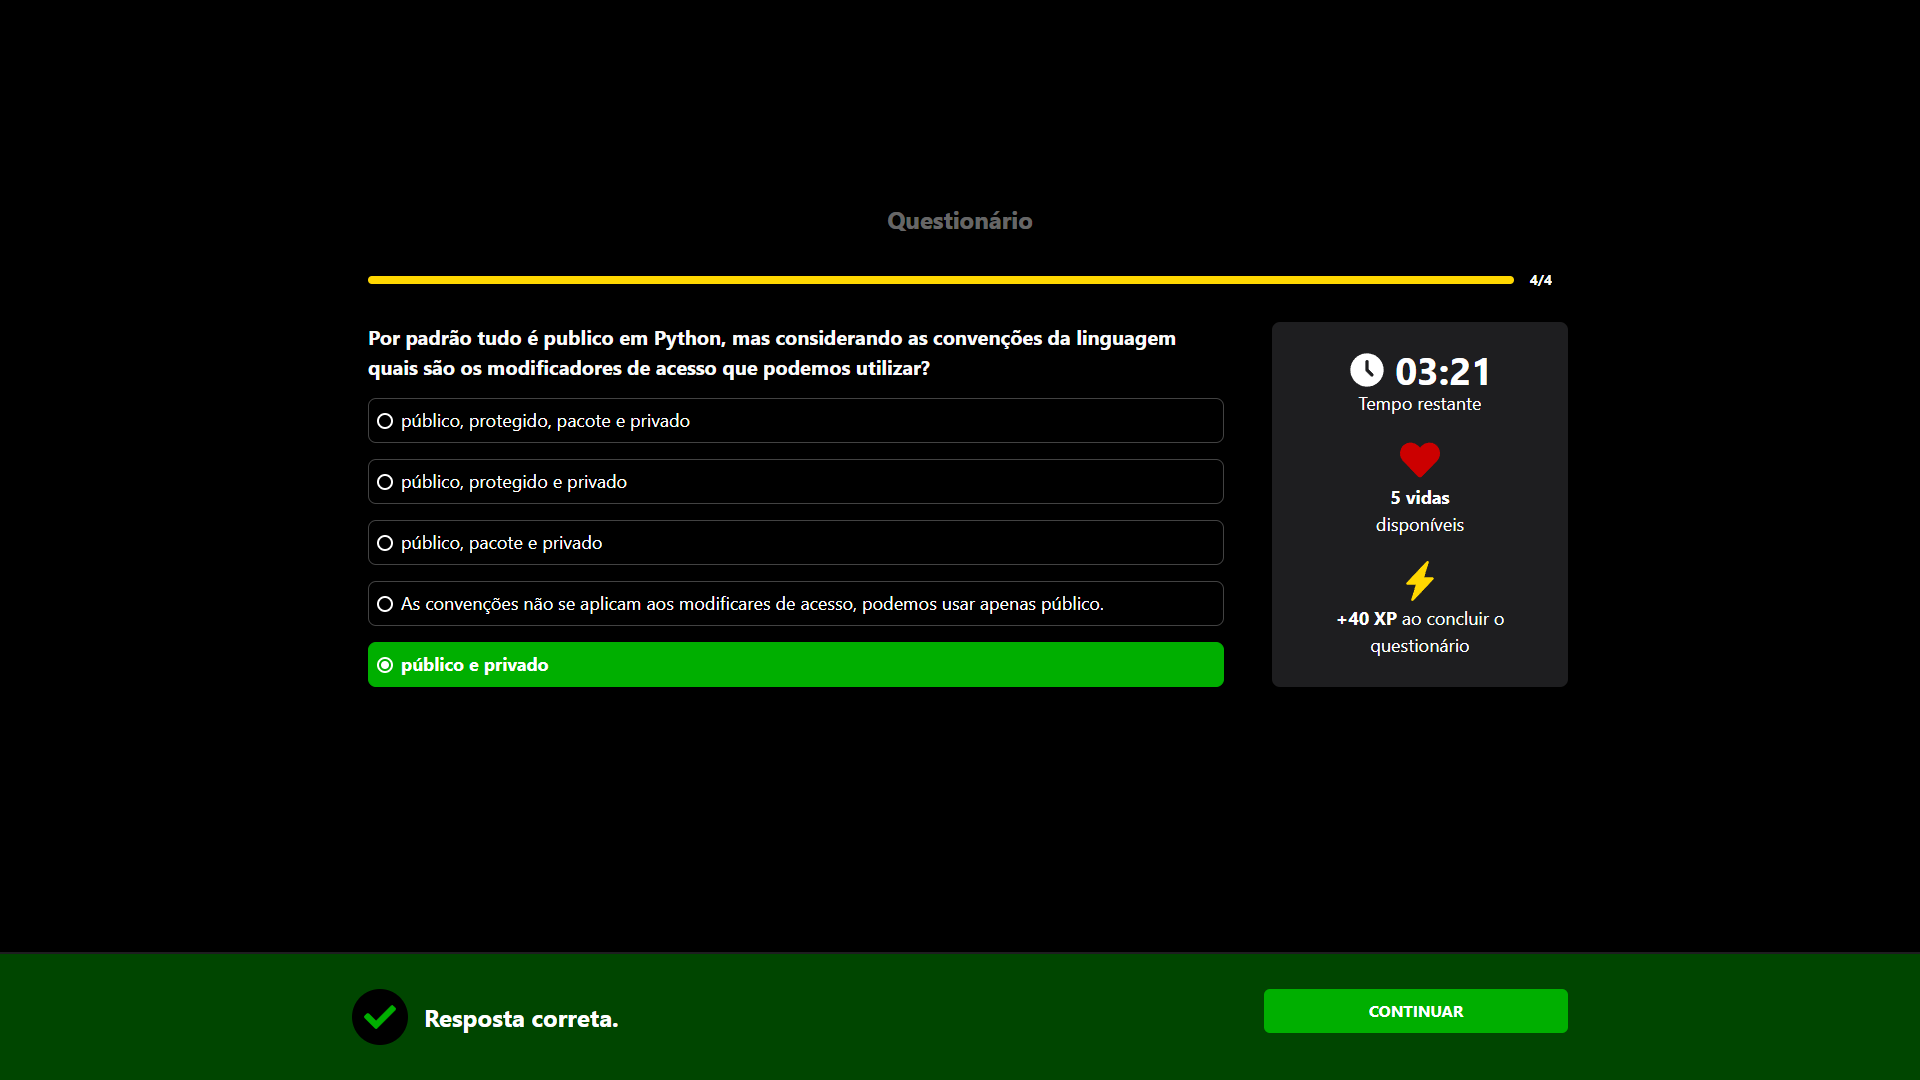 Questionário
4/4
Por padrão tudo é publico em Python, mas considerando as convenções da linguagem
quais são os modificadores de acesso que podemos utilizar?
público, protegido, pacote e privado
público, protegido e privado
público, pacote e privado
As convenções não se aplicam aos modificares de acesso, podemos usar apenas público.
público e privado
03:21
Tempo restante
5 vidas
disponíveis
+40 XP ao concluir o
questionário
Resposta correta.
CONTINUAR